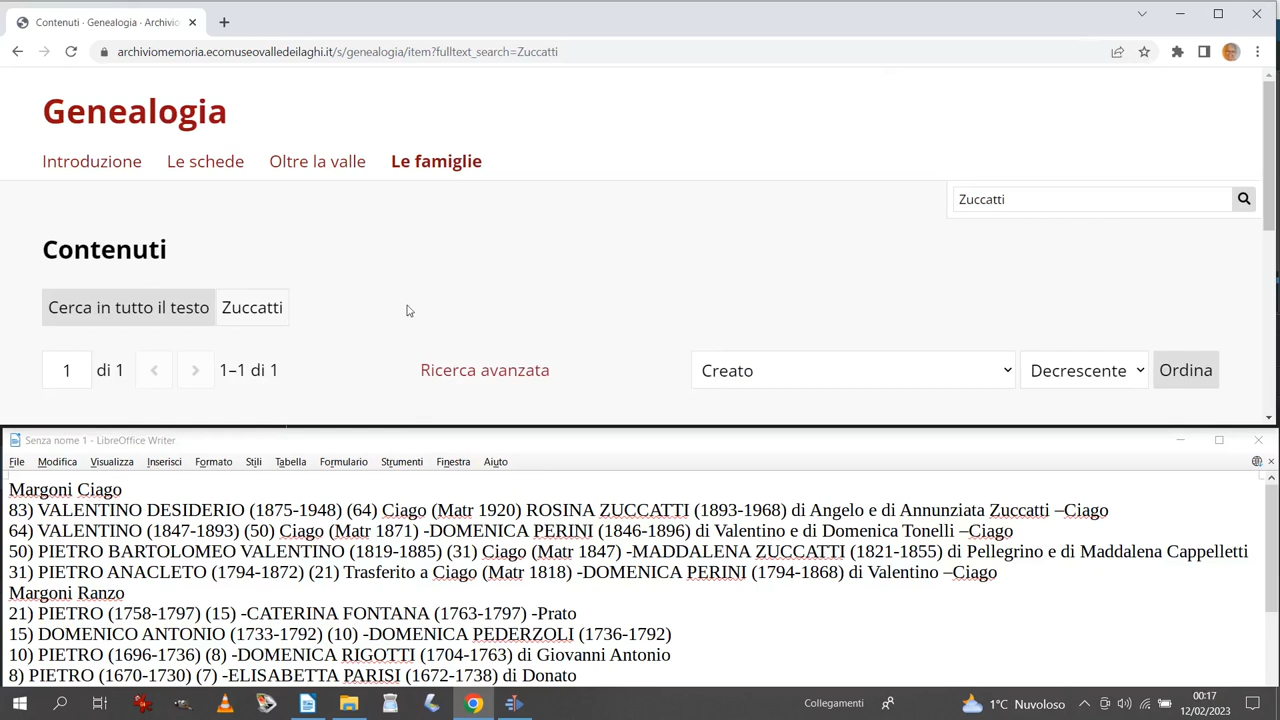 Contenuti · Genealogia · Archivio
archiviomemoria.ecomuseovalledeilaghi.it/s/genealogia/item?fulltext_search=Zuccatti
Genealogia
Introduzione Le schede Oltre la valle Le famiglie
Zuccatti
Contenuti
Cerca in tutto il testo Zuccatti
1 di 1 < > 1–1 di 1 Ricerca avanzata Creato Decrescente Ordina
Senza nome 1 - LibreOffice Writer
File Modifica Visualizza Inserisci Formato Stili Tabella Formulario Strumenti Finestra Aiuto
Margoni Ciago
83) VALENTINO DESIDERIO (1875-1948) (64) Ciago (Matr 1920) ROSINA ZUCCATTI (1893-1968) di Angelo e di Annunziata Zuccatti –Ciago
64) VALENTINO (1847-1893) (50) Ciago (Matr 1871) -DOMENICA PERINI (1846-1896) di Valentino e di Domenica Tonelli –Ciago
50) PIETRO BARTOLOMEO VALENTINO (1819-1885) (31) Ciago (Matr 1847) -MADDALENA ZUCCATTI (1821-1855) di Pellegrino e di Maddalena Cappelletti
31) PIETRO ANACLETO (1794-1872) (21) Trasferito a Ciago (Matr 1818) -DOMENICA PERINI (1794-1868) di Valentino –Ciago
Margoni Ranzo
21) PIETRO (1758-1797) (15) -CATERINA FONTANA (1763-1797) -Prato
15) DOMENICO ANTONIO (1733-1792) (10) -DOMENICA PEDERZOLI (1736-1792)
10) PIETRO (1696-1736) (8) -DOMENICA RIGOTTI (1704-1763) di Giovanni Antonio
8) PIETRO (1670-1730) (7) -ELISABETTA PARISI (1672-1738) di Donato
Collegamenti 1°C Nuvoloso 00:17
12/02/2023